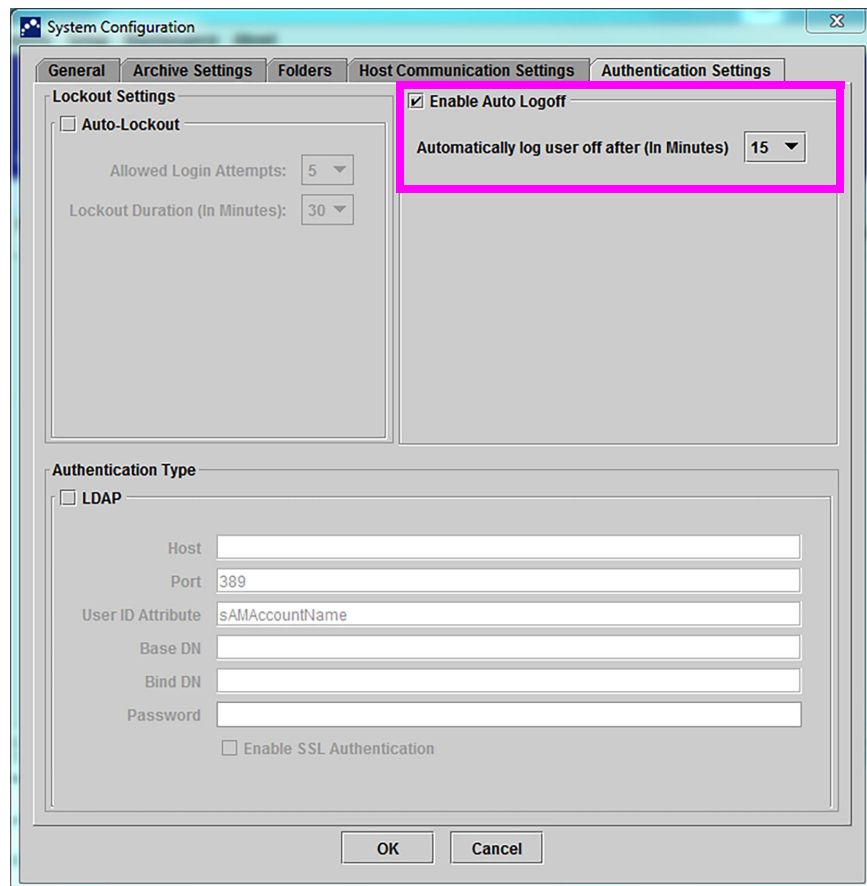 System Configuration
General Archive Settings Folders Host Communication Settings Authentication Settings
Lockout Settings
Auto-Lockout
Allowed Login Attempts: 5
Lockout Duration (In Minutes): 30
Enable Auto Logoff
Automatically log user off after (In Minutes) 15
Authentication Type
LDAP
Host
Port 389
User ID Attribute sAMAccountName
Base DN
Bind DN
Password
Enable SSL Authentication
OK Cancel